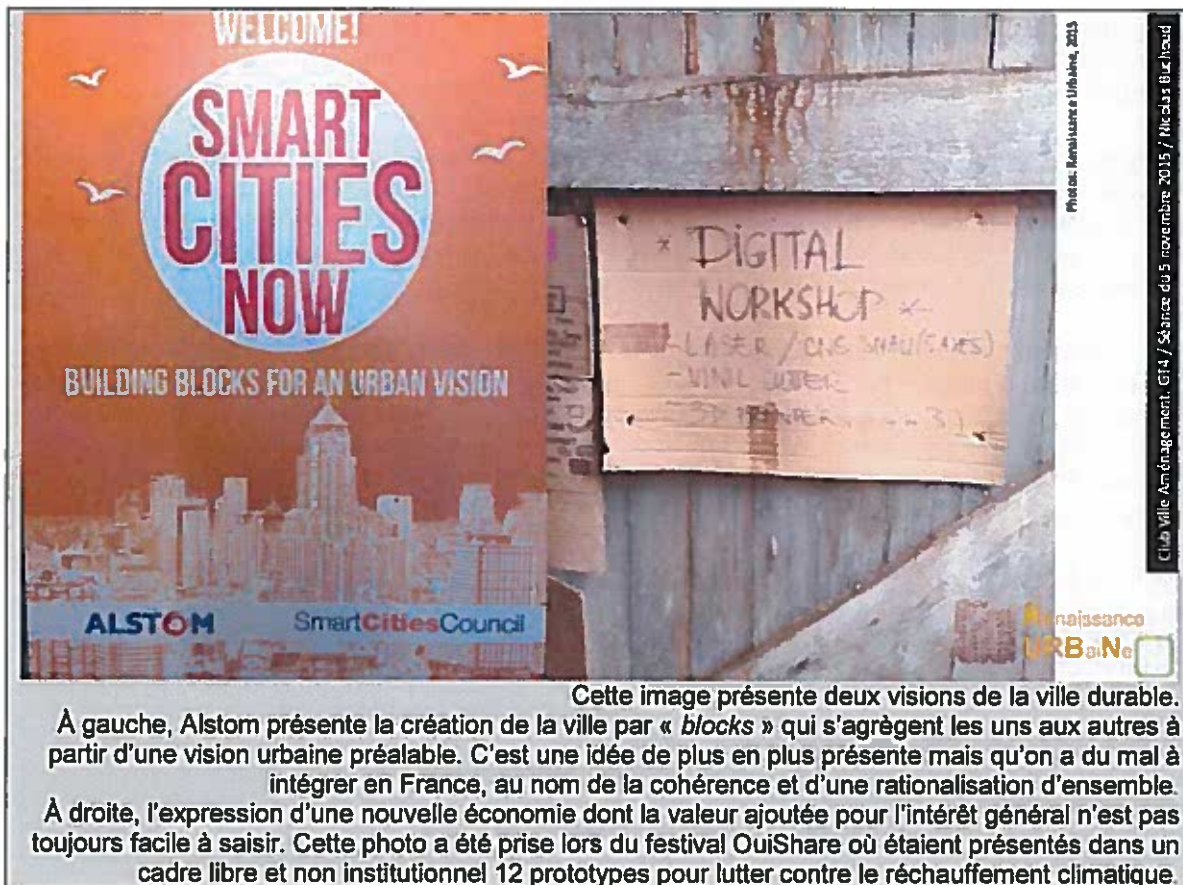 WELCOME!
SMART
CITIES
NOW
BUILDING BLOCKS FOR AN URBAN VISION
ALSTOM
SmartCitiesCouncil
* DIGITAL
WORKSHOP *
- LASER /
- VINL
3D
Photos: Renaissance Urbaine, 2015
Club Ville Aménagement. GT4 / Séance du 5 novembre 2015 / Nicolas Buchoud
Renaissance
URBaiNe
Cette image présente deux visions de la ville durable.
À gauche, Alstom présente la création de la ville par « blocks » qui s'agrègent les uns aux autres à
partir d'une vision urbaine préalable. C'est une idée de plus en plus présente mais qu'on a du mal à
intégrer en France, au nom de la cohérence et d'une rationalisation d'ensemble.
À droite, l'expression d'une nouvelle économie dont la valeur ajoutée pour l'intérêt général n'est pas
toujours facile à saisir. Cette photo a été prise lors du festival OuiShare où étaient présentés dans un
cadre libre et non institutionnel 12 prototypes pour lutter contre le réchauffement climatique.